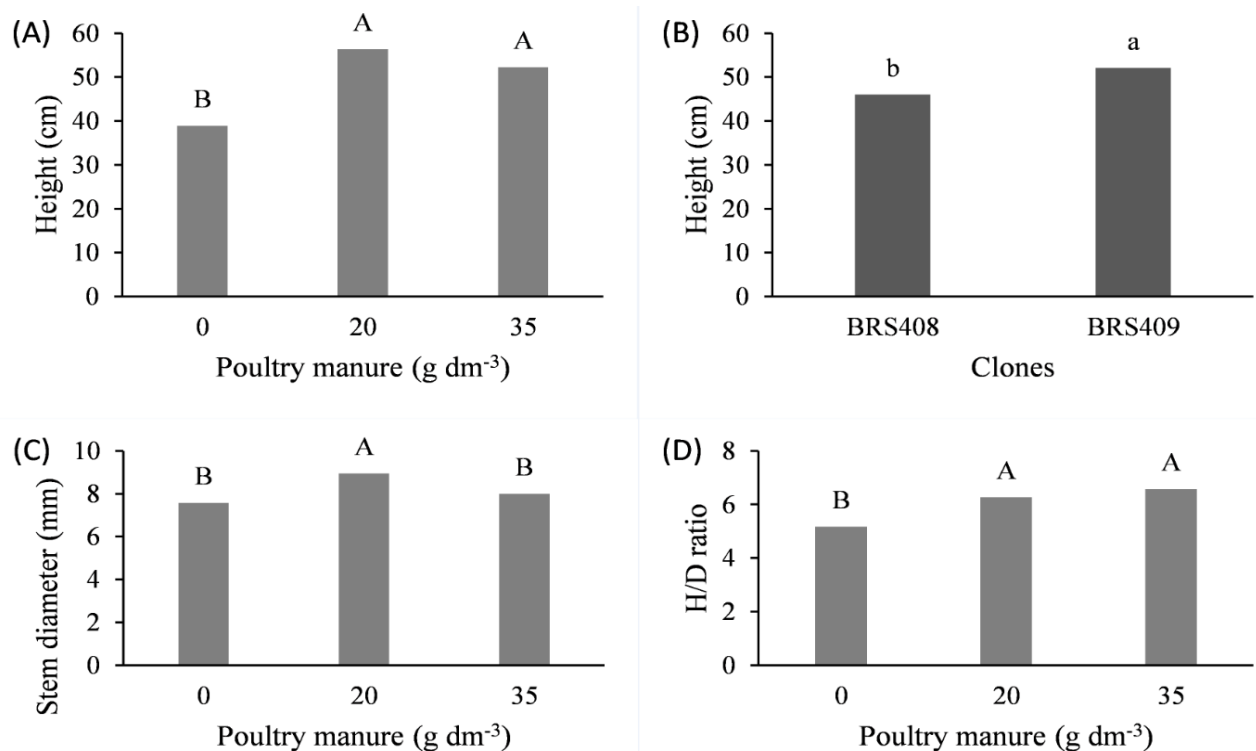 (A)
Height (cm)
60
50
40
30
20
10
0
B
A
A
0 20 35
Poultry manure (g dm⁻³)
(B)
Height (cm)
60
50
40
30
20
10
0
b
a
BRS408 BRS409
Clones
(C)
Stem diameter (mm)
10
8
6
4
2
0
B
A
B
0 20 35
Poultry manure (g dm⁻³)
(D)
H/D ratio
8
6
4
2
0
B
A
A
0 20 35
Poultry manure (g dm⁻³)